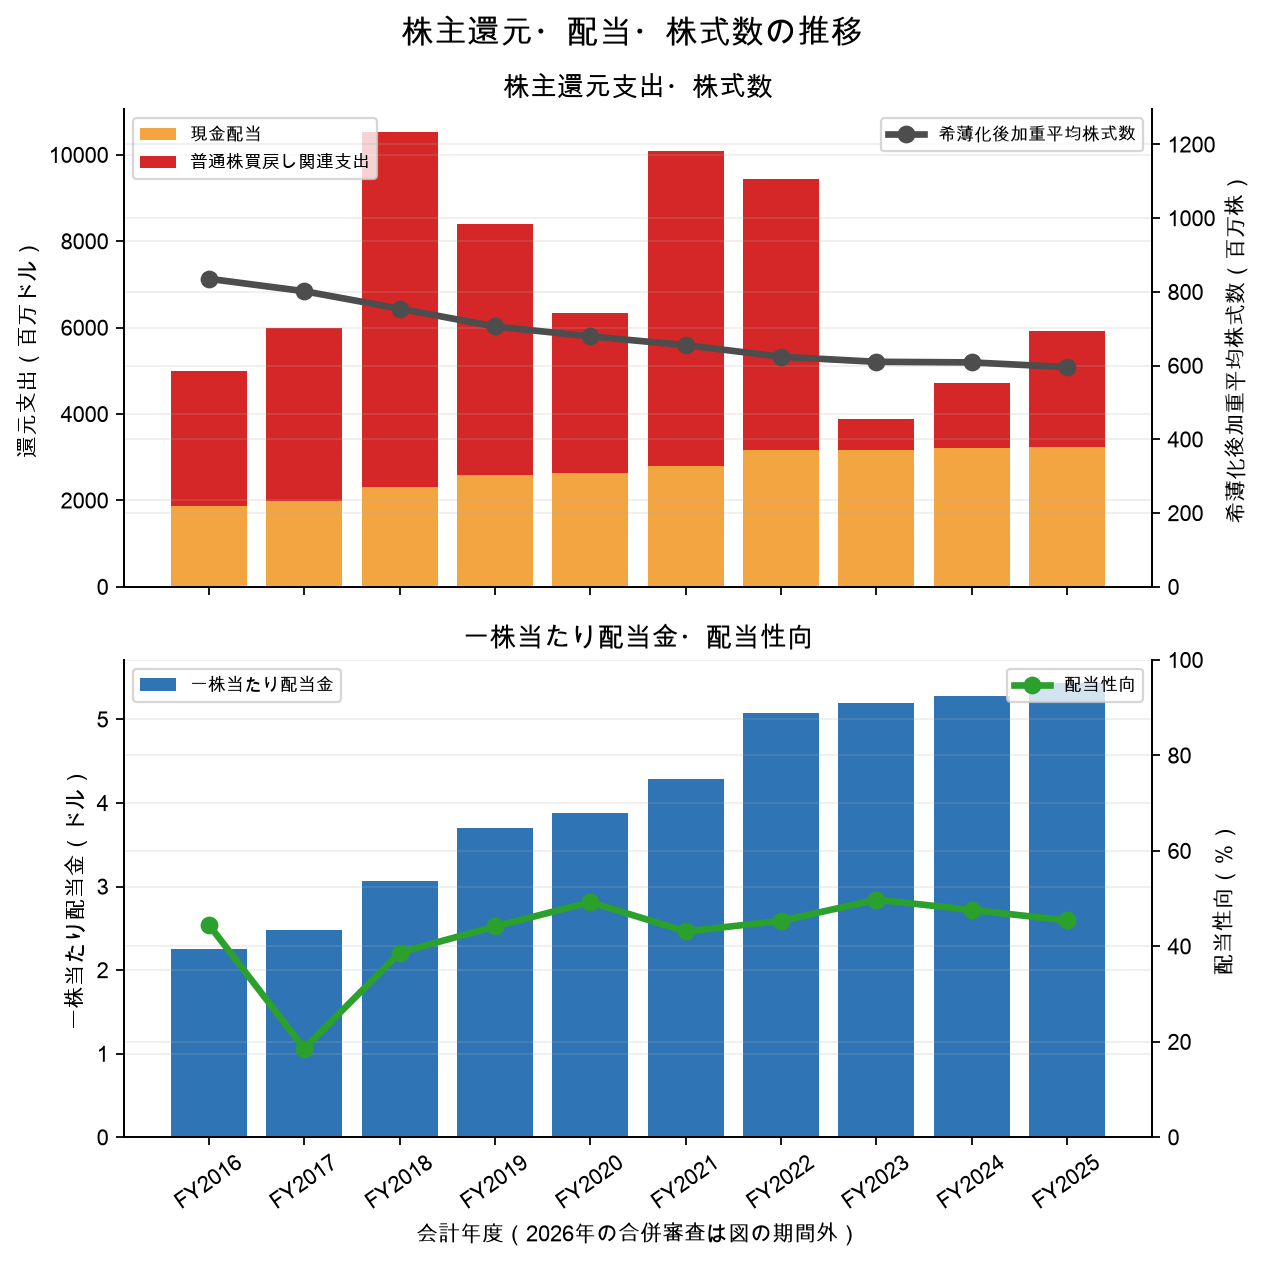 株主還元・配当・株式数の推移
株主還元支出・株式数
現金配当
普通株買戻し関連支出
希薄化後加重平均株式数
還元支出(百万ドル)
10000
8000
6000
4000
2000
0
1200
1000
800
600
400
200
0
希薄化後加重平均株式数(百万株)
一株当たり配当金・配当性向
一株当たり配当金
配当性向
一株当たり配当金(ドル)
5
4
3
2
1
0
100
80
60
40
20
0
配当性向(%)
FY2016 FY2017 FY2018 FY2019 FY2020 FY2021 FY2022 FY2023 FY2024 FY2025
会計年度(2026年の合併審査は図の期間外)